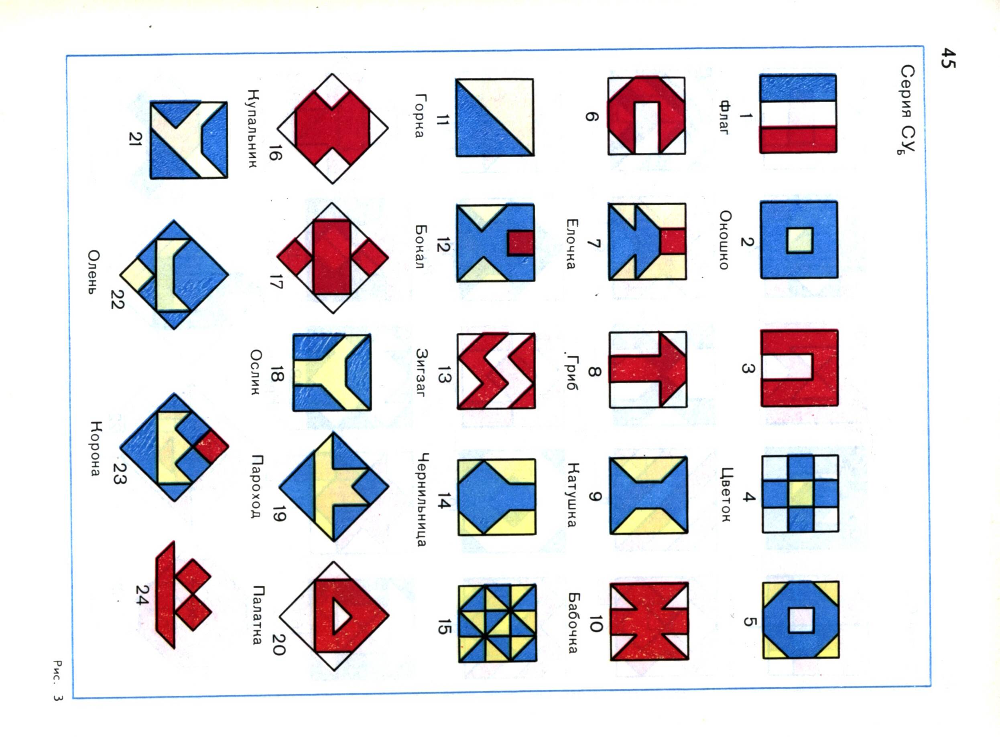 45
Серия СУБ
1 2 3 4 5
Флаг Окошко Цветок
6 7 8 9 10
Елочка Гриб Катушка Бабочка
11 12 13 14 15
Горка Бокал Зигзаг Чернильница
16 17 18 19 20
Купальник Ослик Пароход Палатка
21 22 23 24
Олень Корона
Рис. 3